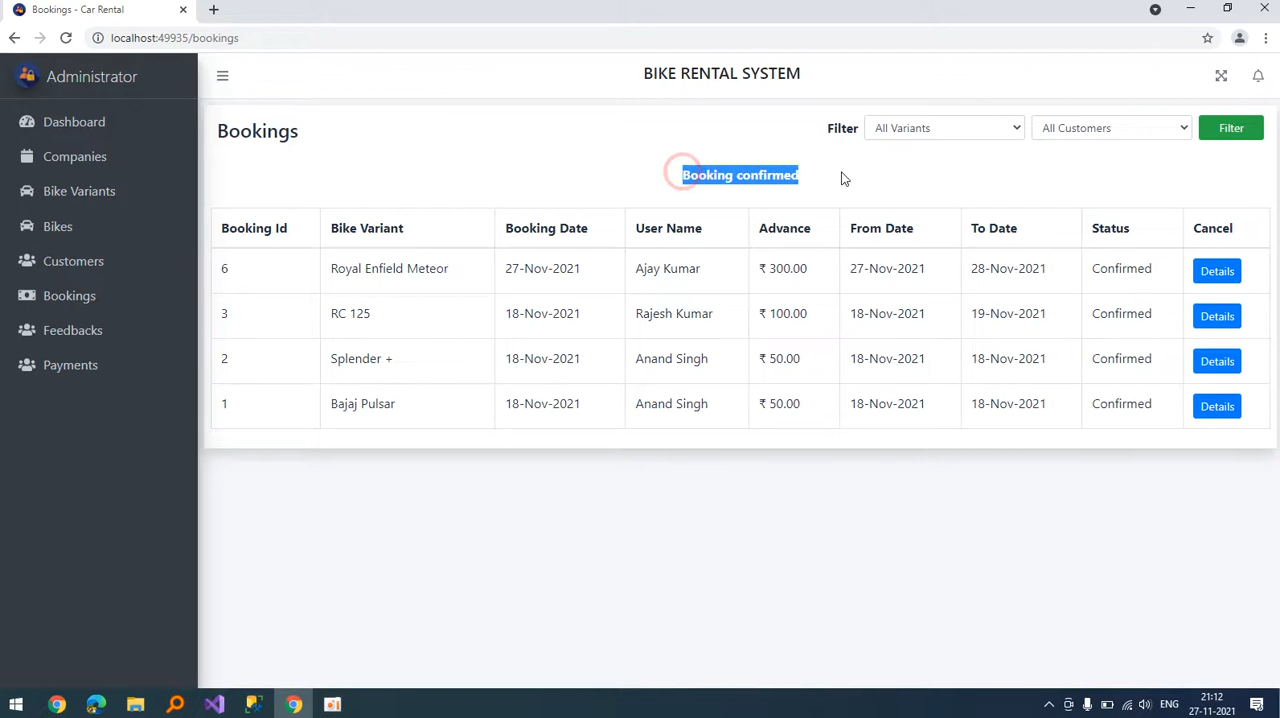 Bookings - Car Rental
localhost:49935/bookings
Administrator
BIKE RENTAL SYSTEM
Dashboard
Companies
Bike Variants
Bikes
Customers
Bookings
Feedbacks
Payments
Bookings
Filter All Variants All Customers Filter
Booking confirmed
Booking Id Bike Variant Booking Date User Name Advance From Date To Date Status Cancel
6 Royal Enfield Meteor 27-Nov-2021 Ajay Kumar ₹ 300.00 27-Nov-2021 28-Nov-2021 Confirmed Details
3 RC 125 18-Nov-2021 Rajesh Kumar ₹ 100.00 18-Nov-2021 19-Nov-2021 Confirmed Details
2 Splender + 18-Nov-2021 Anand Singh ₹ 50.00 18-Nov-2021 18-Nov-2021 Confirmed Details
1 Bajaj Pulsar 18-Nov-2021 Anand Singh ₹ 50.00 18-Nov-2021 18-Nov-2021 Confirmed Details
ENG
21:12
27-11-2021